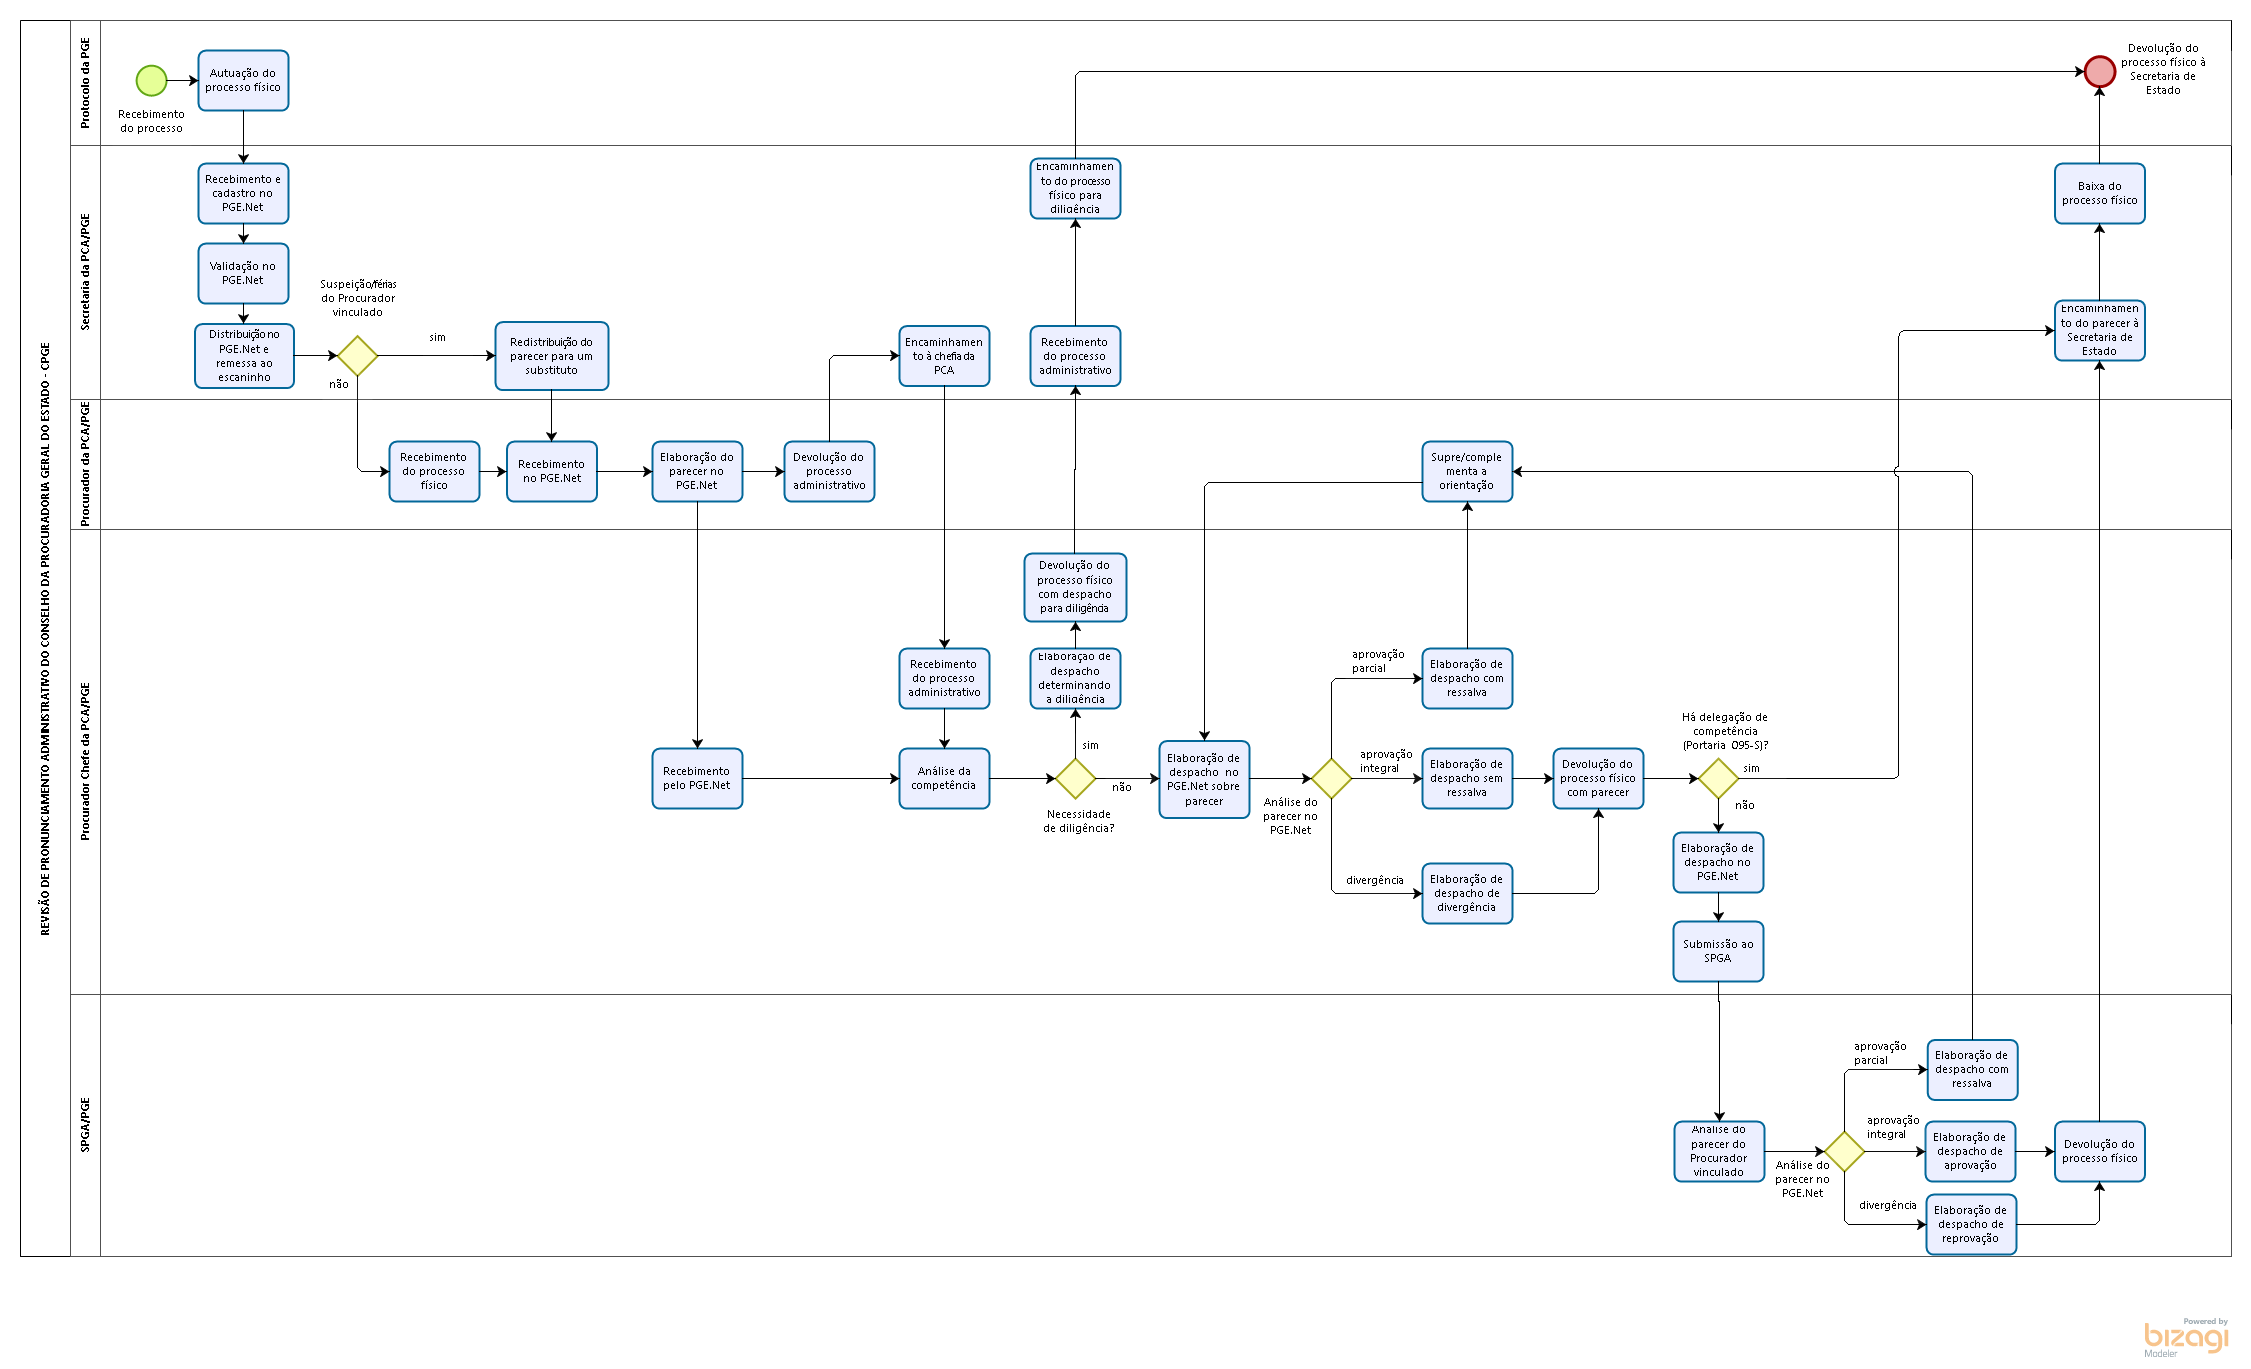 REVISÃO DE PRONUNCIAMENTO ADMINISTRATIVO DO CONSELHO DA PROCURADORIA GERAL DO ESTADO - CPGE
Protocolo da PGE
Recebimento
do processo
Autuação do
processo físico
Devolução do
processo físico à
Secretaria de
Estado
Secretaria da PCA/PGE
Recebimento e
cadastro no
PGE.Net
Validação no
PGE.Net
Distribuição no
PGE.Net e
remessa ao
escaninho
Suspeição/férias
do Procurador
vinculado
sim
não
Redistribuição do
parecer para um
substituto
Encaminhamen
to à chefia da
PCA
Encaminhamen
to do processo
físico para
diligência
Recebimento
do processo
administrativo
Baixa do
processo físico
Encaminhamen
to do parecer à
Secretaria de
Estado
Procurador da PCA/PGE
Recebimento
do processo
físico
Recebimento
no PGE.Net
Elaboração do
parecer no
PGE.Net
Devolução do
processo
administrativo
Supre/comple
menta a
orientação
Procurador Chefe da PCA/PGE
Recebimento
pelo PGE.Net
Recebimento
do processo
administrativo
Análise da
competência
Devolução do
processo físico
com despacho
para diligência
Elaboração de
despacho
determinando
a diligência
sim
não
Necessidade
de diligência?
Elaboração de
despacho no
PGE.Net sobre
parecer
Análise do
parecer no
PGE.Net
aprovação
parcial
Elaboração de
despacho com
ressalva
aprovação
integral
Elaboração de
despacho sem
ressalva
divergência
Elaboração de
despacho de
divergência
Devolução do
processo físico
com parecer
Há delegação de
competência
(Portaria 095-S)?
sim
não
Elaboração de
despacho no
PGE.Net
Submissão ao
SPGA
SPGA/PGE
Análise do
parecer do
Procurador
vinculado
Análise do
parecer no
PGE.Net
aprovação
parcial
Elaboração de
despacho com
ressalva
aprovação
integral
Elaboração de
despacho de
aprovação
divergência
Elaboração de
despacho de
reprovação
Devolução do
processo físico
Powered by
bizagi
Modeler